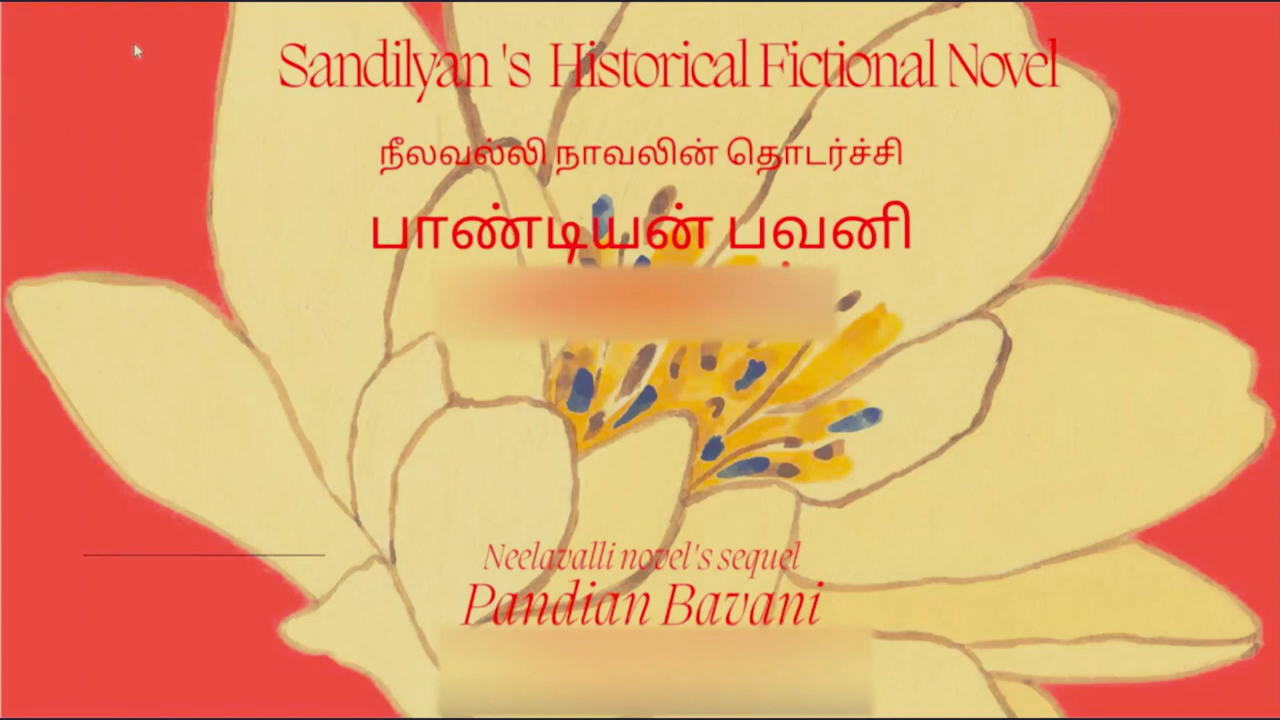 Sandilyan 's Historical Fictional Novel
நீலவல்லி நாவலின் தொடர்ச்சி
பாண்டியன் பவனி
Neelavalli novel's sequel
Pandian Bavani